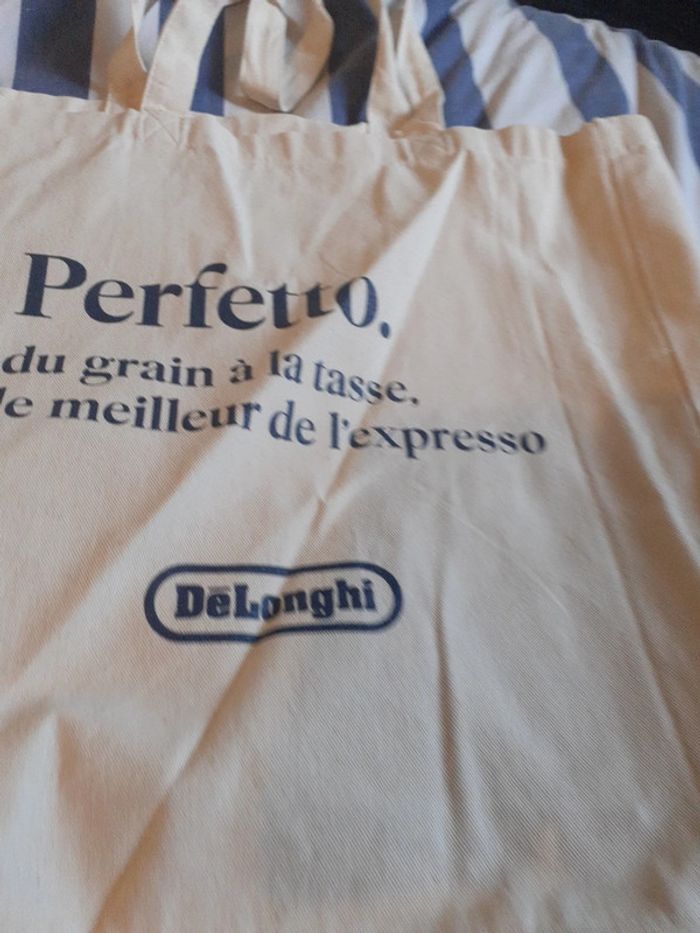 Perfetto.
du grain à la tasse.
le meilleur de l'expresso
DeLonghi